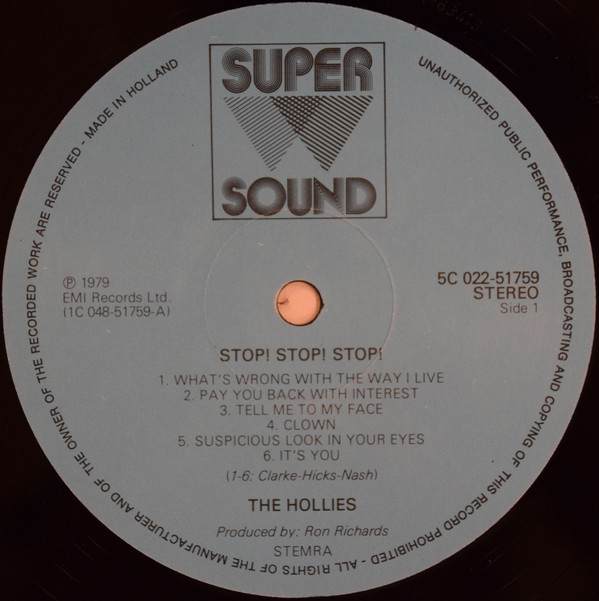 SUPER
SOUND
ALL RIGHTS OF THE MANUFACTURER AND OF THE OWNER OF THE RECORDED WORK ARE RESERVED - MADE IN HOLLAND
UNAUTHORIZED PUBLIC PERFORMANCE, BROADCASTING AND COPYING OF THIS RECORD PROHIBITED -
℗ 1979
EMI Records Ltd.
(1C 048-51759-A)
5C 022-51759
STEREO
Side 1
STOP! STOP! STOP!
1. WHAT'S WRONG WITH THE WAY I LIVE
2. PAY YOU BACK WITH INTEREST
3. TELL ME TO MY FACE
4. CLOWN
5. SUSPICIOUS LOOK IN YOUR EYES
6. IT'S YOU
(1-6: Clarke-Hicks-Nash)
THE HOLLIES
Produced by: Ron Richards
STEMRA